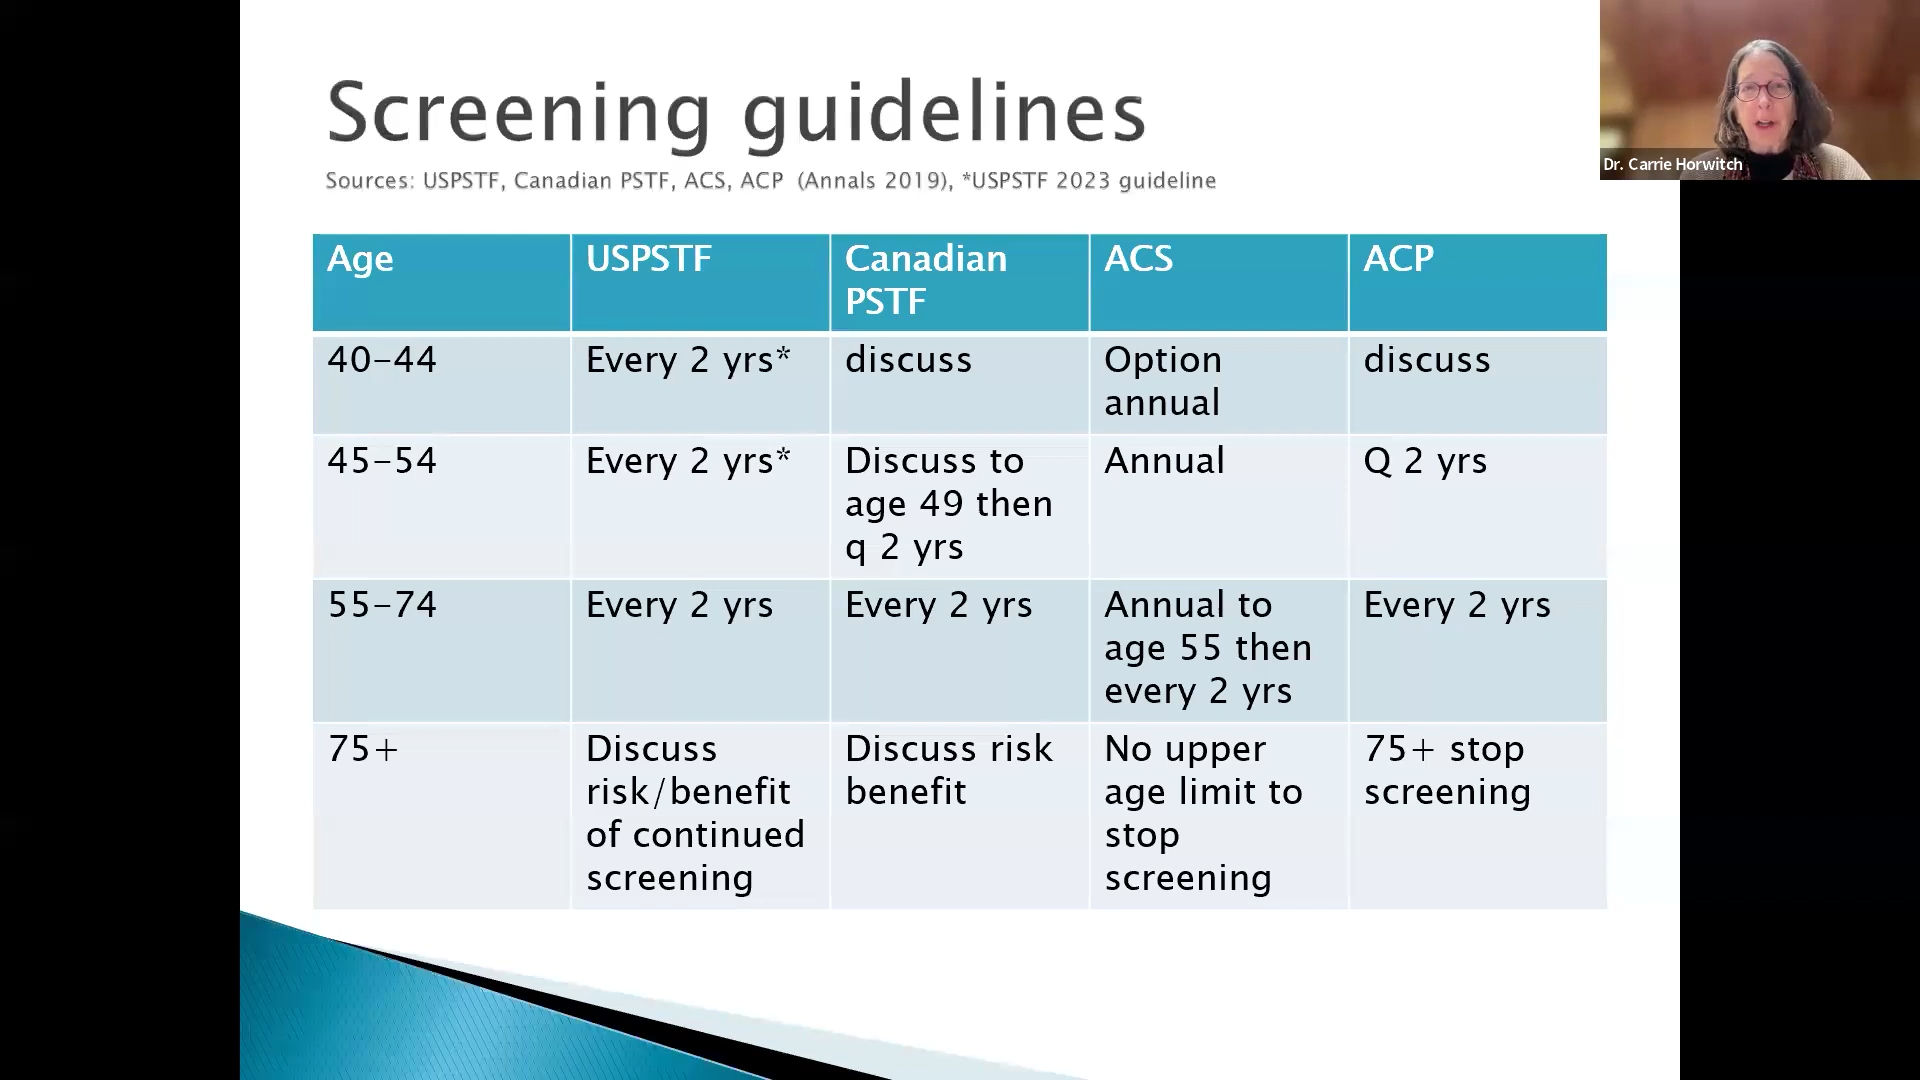 Screening guidelines
Sources: USPSTF, Canadian PSTF, ACS, ACP (Annals 2019), *USPSTF 2023 guideline
Dr. Carrie Horwitch
Age
USPSTF
Canadian
PSTF
ACS
ACP
40-44
Every 2 yrs*
discuss
Option
annual
discuss
45-54
Every 2 yrs*
Discuss to
age 49 then
q 2 yrs
Annual
Q 2 yrs
55-74
Every 2 yrs
Every 2 yrs
Annual to
age 55 then
every 2 yrs
Every 2 yrs
75+
Discuss
risk/benefit
of continued
screening
Discuss risk
benefit
No upper
age limit to
stop
screening
75+ stop
screening